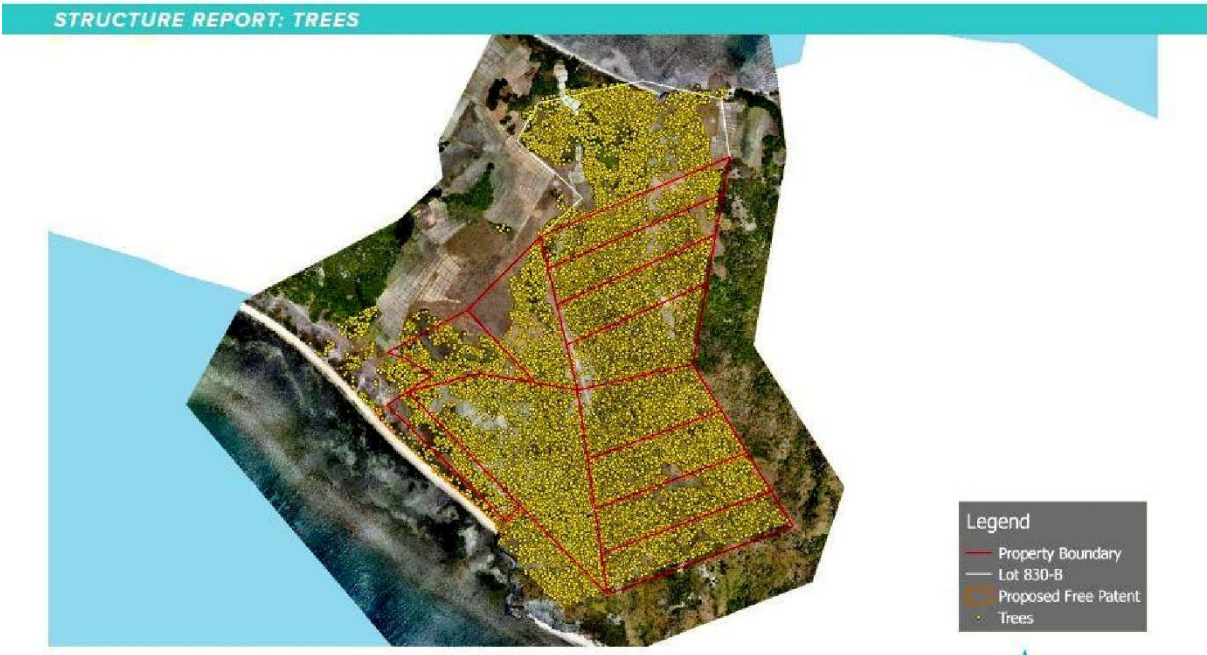 STRUCTURE REPORT: TREES
Legend
Property Boundary
Lot 830-B
Proposed Free Patent
Trees